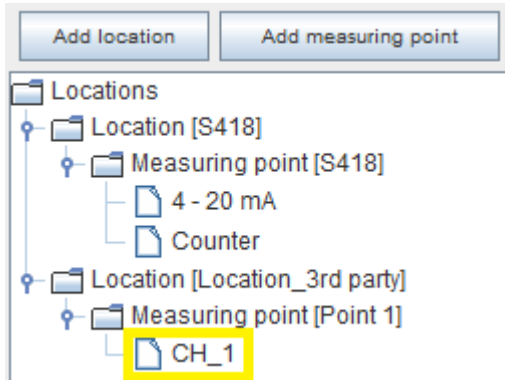 Add location Add measuring point
Locations
Location [S418]
Measuring point [S418]
4 - 20 mA
Counter
Location [Location_3rd party]
Measuring point [Point 1]
CH_1